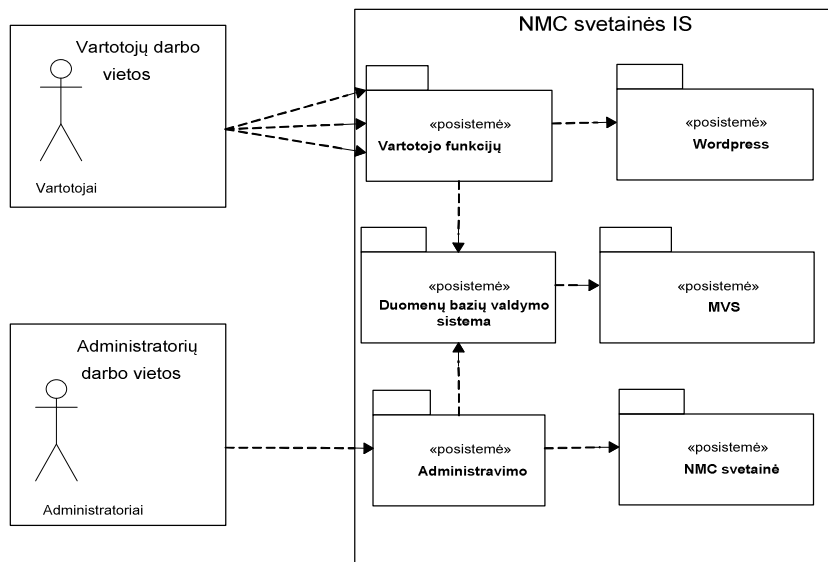 NMC svetainės IS
Vartotojų darbo
vietos
Vartotojai
«posistemė»
Vartotojo funkcijų
«posistemė»
Wordpress
«posistemė»
Duomenų bazių valdymo
sistema
«posistemė»
MVS
Administratorių
darbo vietos
Administratoriai
«posistemė»
Administravimo
«posistemė»
NMC svetainė